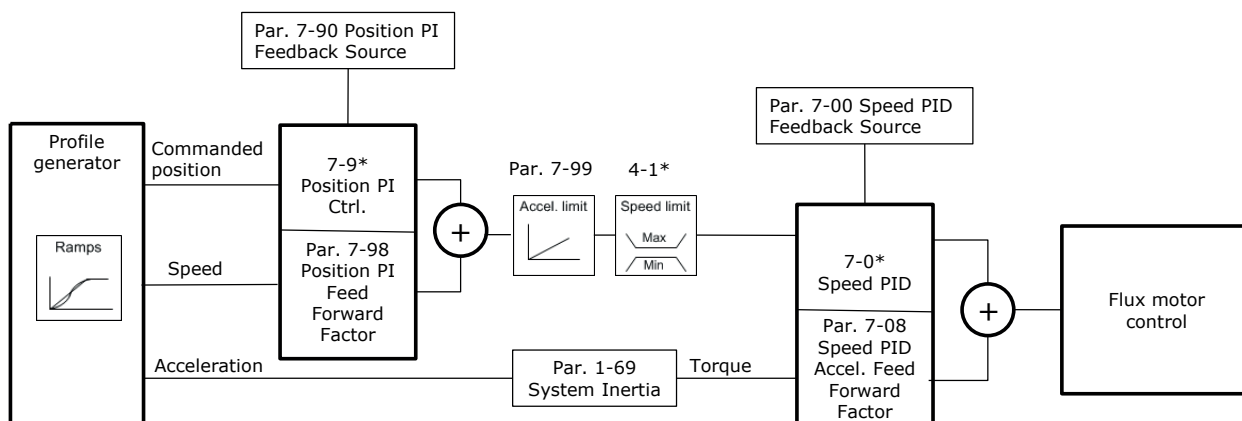 Par. 7-90 Position PI
Feedback Source
Par. 7-00 Speed PID
Feedback Source
Profile
generator
Ramps
Commanded
position
Speed
Acceleration
7-9*
Position PI
Ctrl.
Par. 7-98
Position PI
Feed
Forward
Factor
+
Par. 7-99
Accel. limit
4-1*
Speed limit
Max
Min
Par. 1-69
System Inertia
Torque
7-0*
Speed PID
Par. 7-08
Speed PID
Accel. Feed
Forward
Factor
+
Flux motor
control